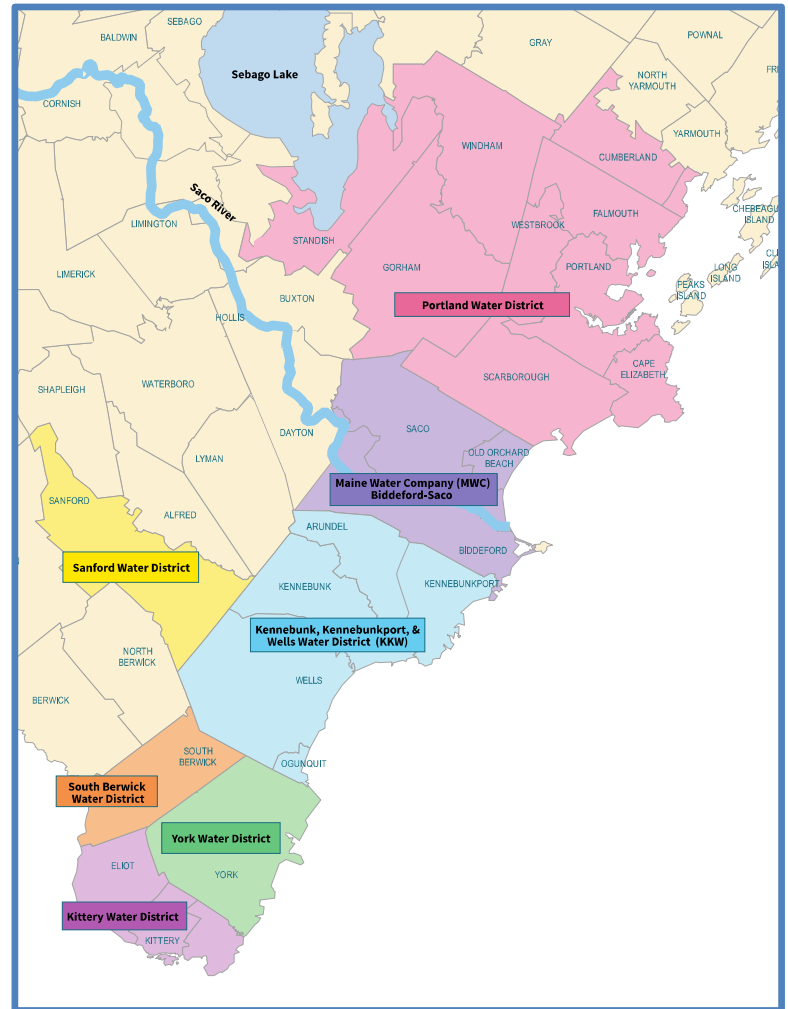 SEBAGO
BALDWIN
POWNAL
GRAY
Sebago Lake
NORTH
YARMOUTH
FR
CORNISH
YARMOUTH
WINDHAM
CUMBERLAND
Saco River
CHEBEAGUE
ISLAND
FALMOUTH
LIMINGTON
WESTBROOK
STANDISH
CLI
ISLA
GORHAM
PORTLAND
LONG
ISLAND
LIMERICK
PEAKS
ISLAND
BUXTON
Portland Water District
HOLLIS
CAPE
ELIZABETH
SCARBOROUGH
WATERBORO
SHAPLEIGH
SACO
DAYTON
OLD ORCHARD
BEACH
LYMAN
Maine Water Company (MWC)
Biddeford-Saco
SANFORD
ALFRED
ARUNDEL
BIDDEFORD
Sanford Water District
KENNEBUNK
KENNEBUNKPORT
Kennebunk, Kennebunkport, &
Wells Water District (KKW)
NORTH
BERWICK
WELLS
BERWICK
SOUTH
BERWICK
OGUNQUIT
South Berwick
Water District
York Water District
ELIOT
YORK
Kittery Water District
KITTERY